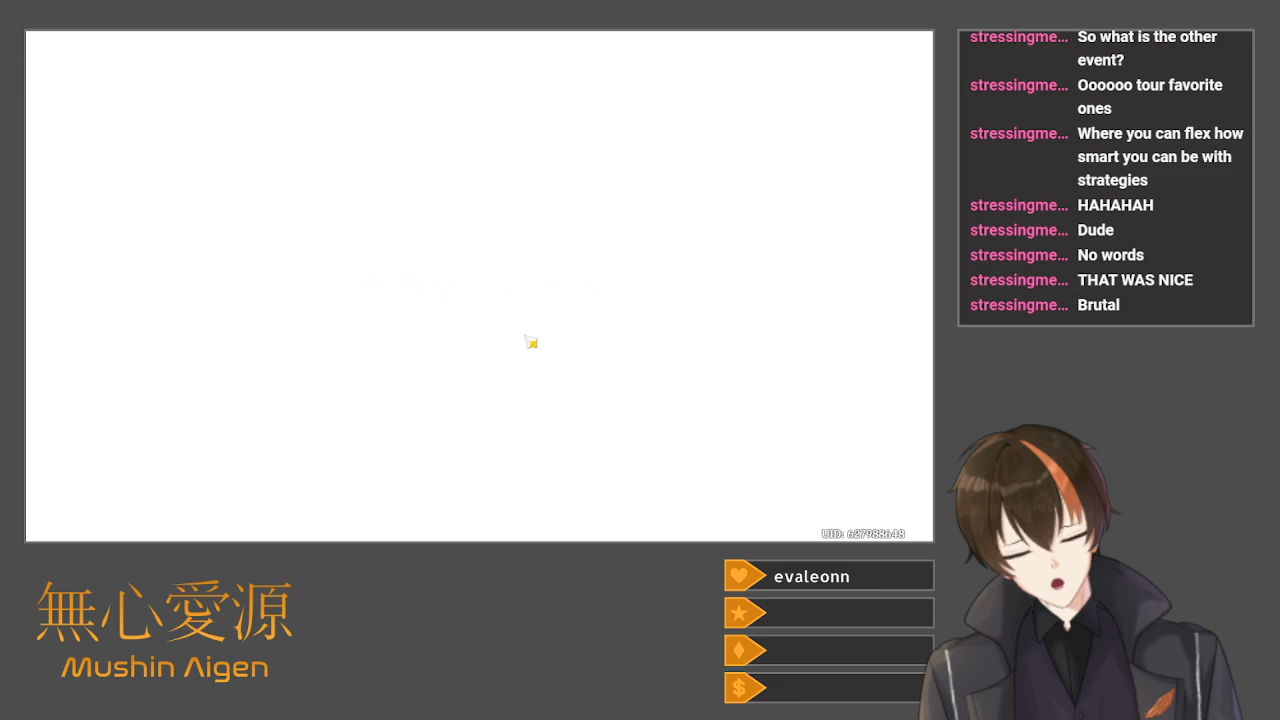 stressingme... So what is the other
event?
stressingme... Oooooo tour favorite
ones
stressingme... Where you can flex how
smart you can be with
strategies
stressingme... HAHAHAH
stressingme... Dude
stressingme... No words
stressingme... THAT WAS NICE
stressingme... Brutal
UID: 627988648
evaleonn
無心愛源
Mushin Aigen